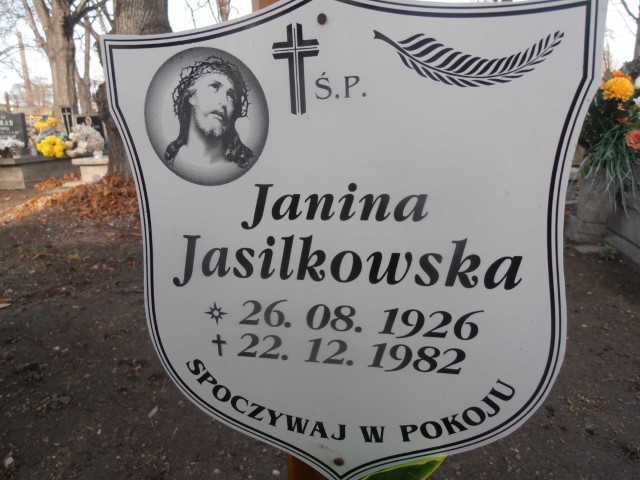 Ś.P.
Janina
Jasilkowska
* 26. 08. 1926
✝ 22. 12. 1982
SPOCZYWAJ W POKOJU